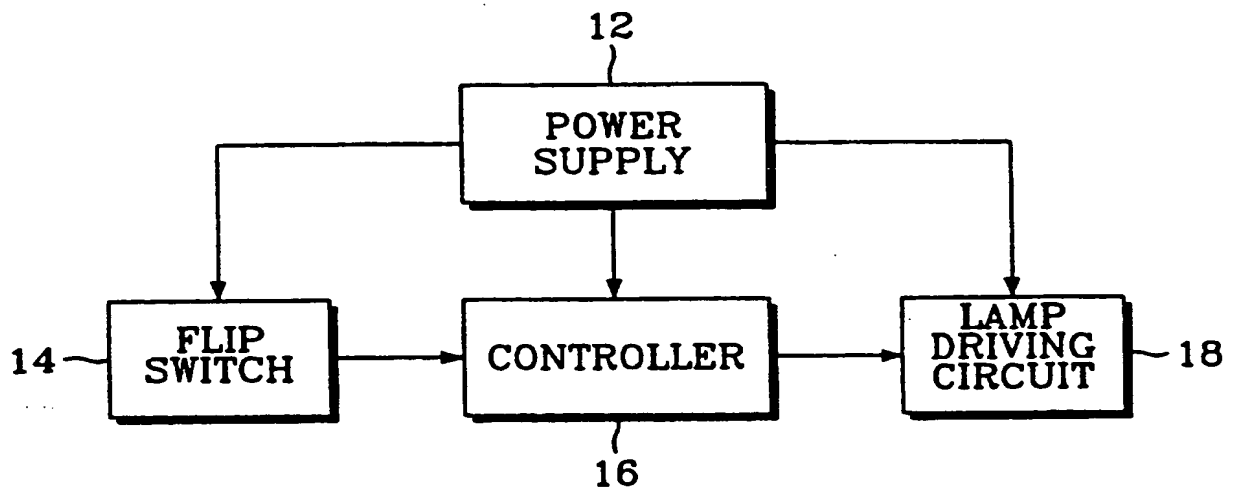 12
POWER
SUPPLY
14
FLIP
SWITCH
CONTROLLER
LAMP
DRIVING
CIRCUIT
18
16